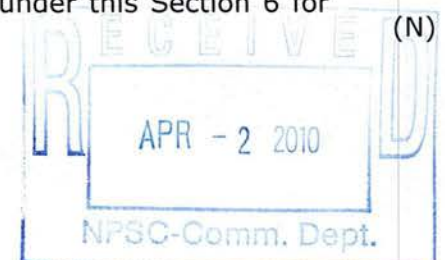 under this Section 6 for
(N)
RECEIVED
APR - 2 2010
NPSC-Comm. Dept.